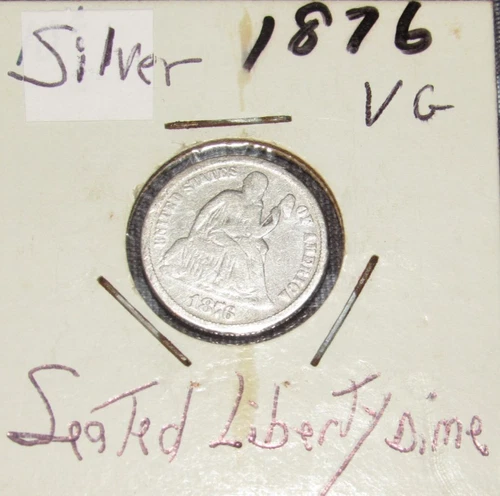 Silver 1876
VG
UNITED STATES OF AMERICA
1876
Seated Liberty Dime